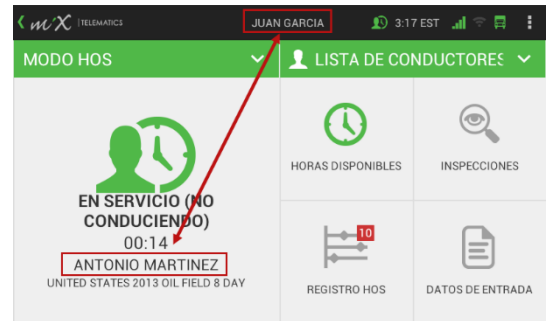 miX | TELEMATICS
JUAN GARCIA
3:17 EST
MODO HOS
LISTA DE CONDUCTORES
EN SERVICIO (NO
CONDUCIENDO)
00:14
ANTONIO MARTINEZ
UNITED STATES 2013 OIL FIELD 8 DAY
HORAS DISPONIBLES
INSPECCIONES
10
REGISTRO HOS
DATOS DE ENTRADA